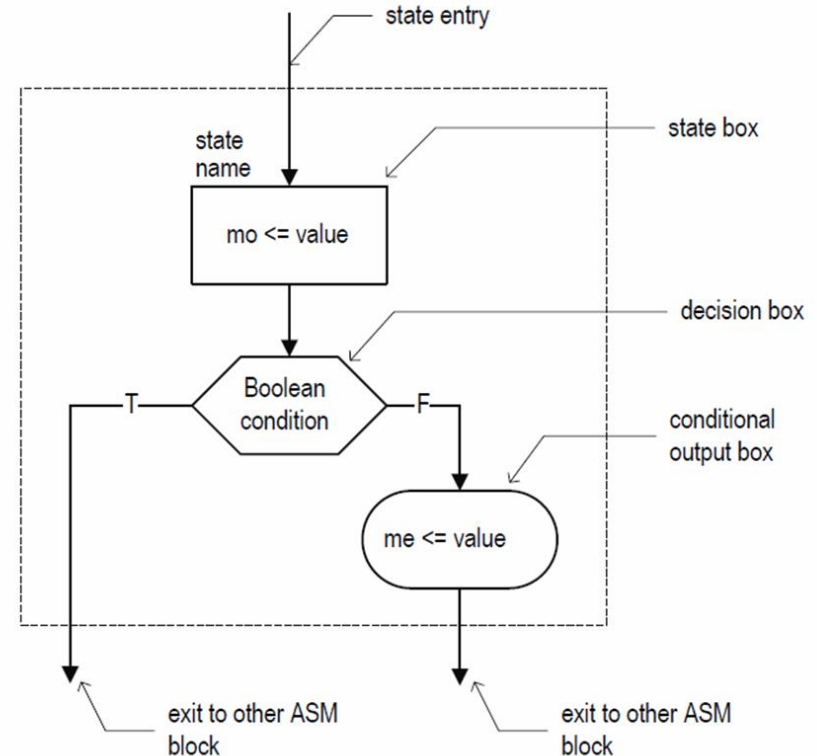 state entry
state
name
state box
mo <= value
decision box
Boolean
condition
T
F
conditional
output box
me <= value
exit to other ASM
block
exit to other ASM
block